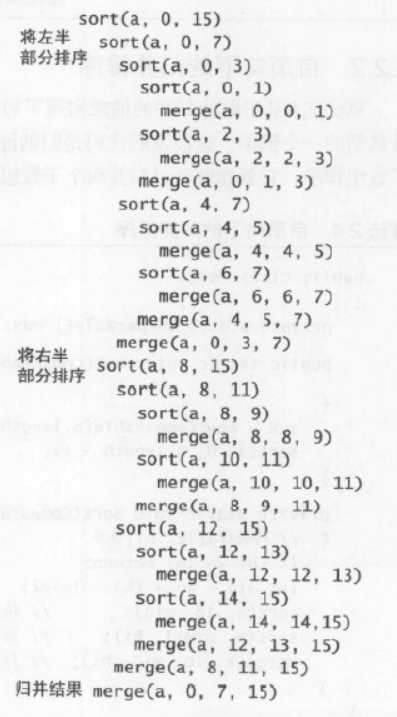 sort(a, 0, 15)
将左半
部分排序
sort(a, 0, 7)
sort(a, 0, 3)
sort(a, 0, 1)
merge(a, 0, 0, 1)
sort(a, 2, 3)
merge(a, 2, 2, 3)
merge(a, 0, 1, 3)
sort(a, 4, 7)
sort(a, 4, 5)
merge(a, 4, 4, 5)
sort(a, 6, 7)
merge(a, 6, 6, 7)
merge(a, 4, 5, 7)
merge(a, 0, 3, 7)
将右半
部分排序
sort(a, 8, 15)
sort(a, 8, 11)
sort(a, 8, 9)
merge(a, 8, 8, 9)
sort(a, 10, 11)
merge(a, 10, 10,11)
merge(a, 8, 9, 11)
sort(a, 12, 15)
sort(a, 12, 13)
merge(a, 12, 12, 13)
sort(a, 14, 15)
merge(a, 14,14,15)
merge(a, 12, 13, 15)
merge(a, 8, 11, 15)
归并结果 merge(a, 0, 7, 15)